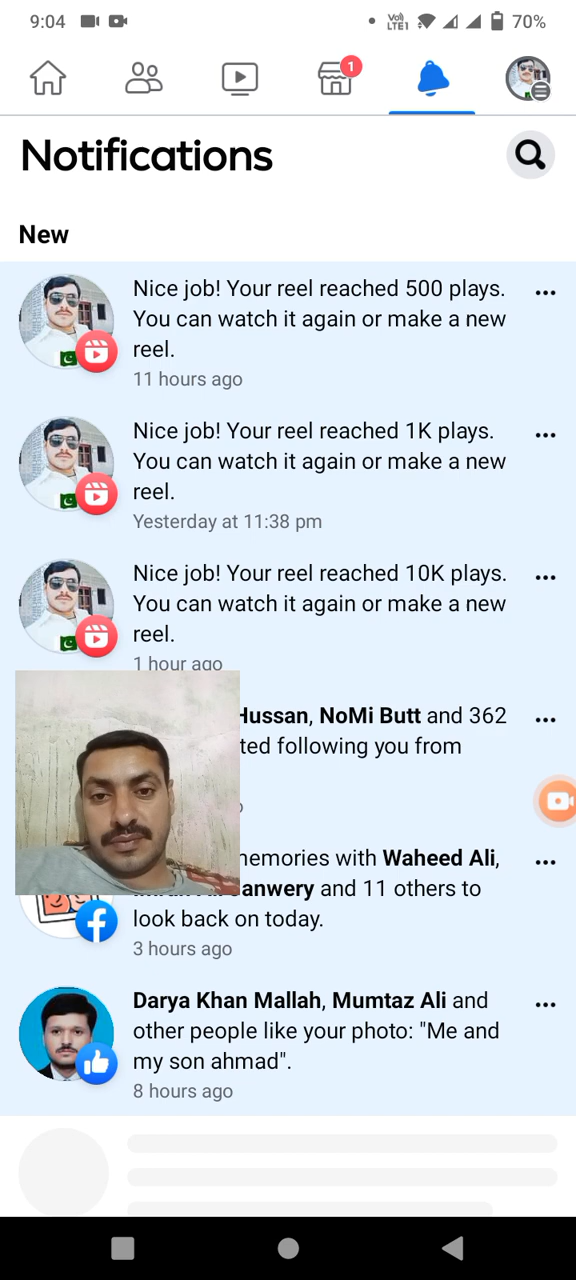 9:04
VoI)
LTE1
70%
1
Notifications
New
Nice job! Your reel reached 500 plays.
You can watch it again or make a new
reel.
11 hours ago
Nice job! Your reel reached 1K plays.
You can watch it again or make a new
reel.
Yesterday at 11:38 pm
Nice job! Your reel reached 10K plays.
You can watch it again or make a new
reel.
1 hour ago
Hussan, NoMi Butt and 362
following you from
memories with Waheed Ali,
and 11 others to
look back on today.
3 hours ago
Darya Khan Mallah, Mumtaz Ali and
other people like your photo: "Me and
my son ahmad".
8 hours ago